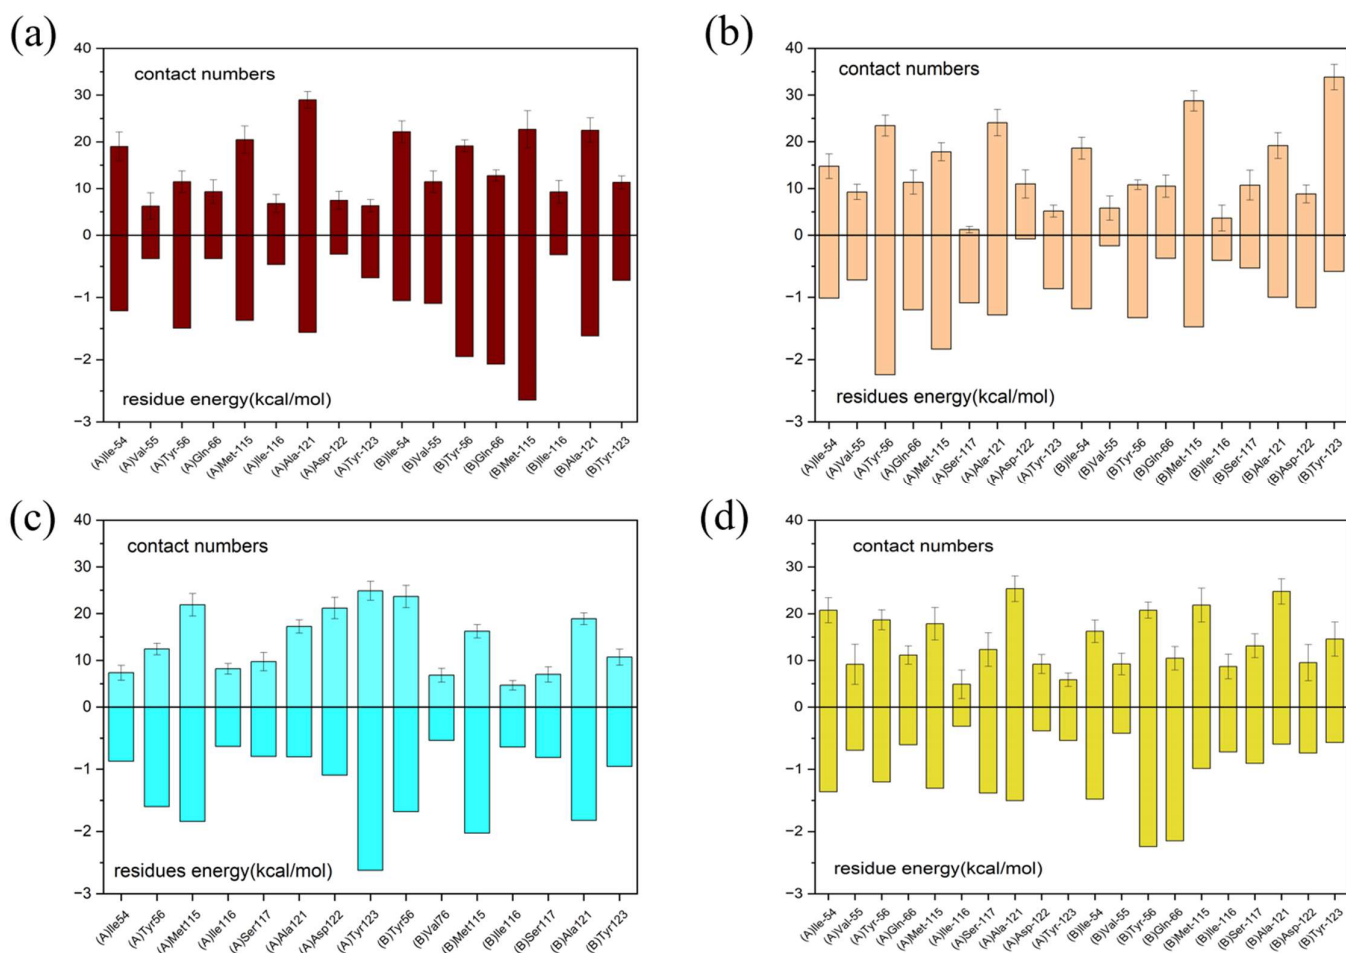 (a)
40
contact numbers
30
20
10
0
−1
−2
residue energy(kcal/mol)
−3
(A)Ile-54
(A)Val-55
(A)Tyr-56
(A)Gln-66
(A)Met-115
(A)Ile-116
(A)Ala-121
(A)Asp-122
(A)Tyr-123
(B)Ile-54
(B)Val-55
(B)Tyr-56
(B)Gln-66
(B)Met-115
(B)Ile-116
(B)Ala-121
(B)Tyr-123
(b)
40
contact numbers
30
20
10
0
−1
−2
residues energy(kcal/mol)
−3
(A)Ile-54
(A)Val-55
(A)Tyr-56
(A)Gln-66
(A)Met-115
(A)Ser-117
(A)Ala-121
(A)Asp-122
(A)Tyr-123
(B)Ile-54
(B)Val-55
(B)Tyr-56
(B)Gln-66
(B)Met-115
(B)Ile-116
(B)Ser-117
(B)Ala-121
(B)Asp-122
(B)Tyr-123
(c)
40
contact numbers
30
20
10
0
−1
−2
residues energy(kcal/mol)
−3
(A)Ile54
(A)Tyr56
(A)Met115
(A)Ile116
(A)Ser117
(A)Ala121
(A)Asp122
(A)Tyr123
(B)Tyr56
(B)Val76
(B)Met115
(B)Ile116
(B)Ser117
(B)Ala121
(B)Tyr123
(d)
40
contact numbers
30
20
10
0
−1
−2
residue energy(kcal/mol)
−3
(A)Ile-54
(A)Val-55
(A)Tyr-56
(A)Gln-66
(A)Met-115
(A)Ile-116
(A)Ser-117
(A)Ala-121
(A)Asp-122
(A)Tyr-123
(B)Ile-54
(B)Val-55
(B)Tyr-56
(B)Gln-66
(B)Met-115
(B)Ile-116
(B)Ser-117
(B)Ala-121
(B)Asp-122
(B)Tyr-123